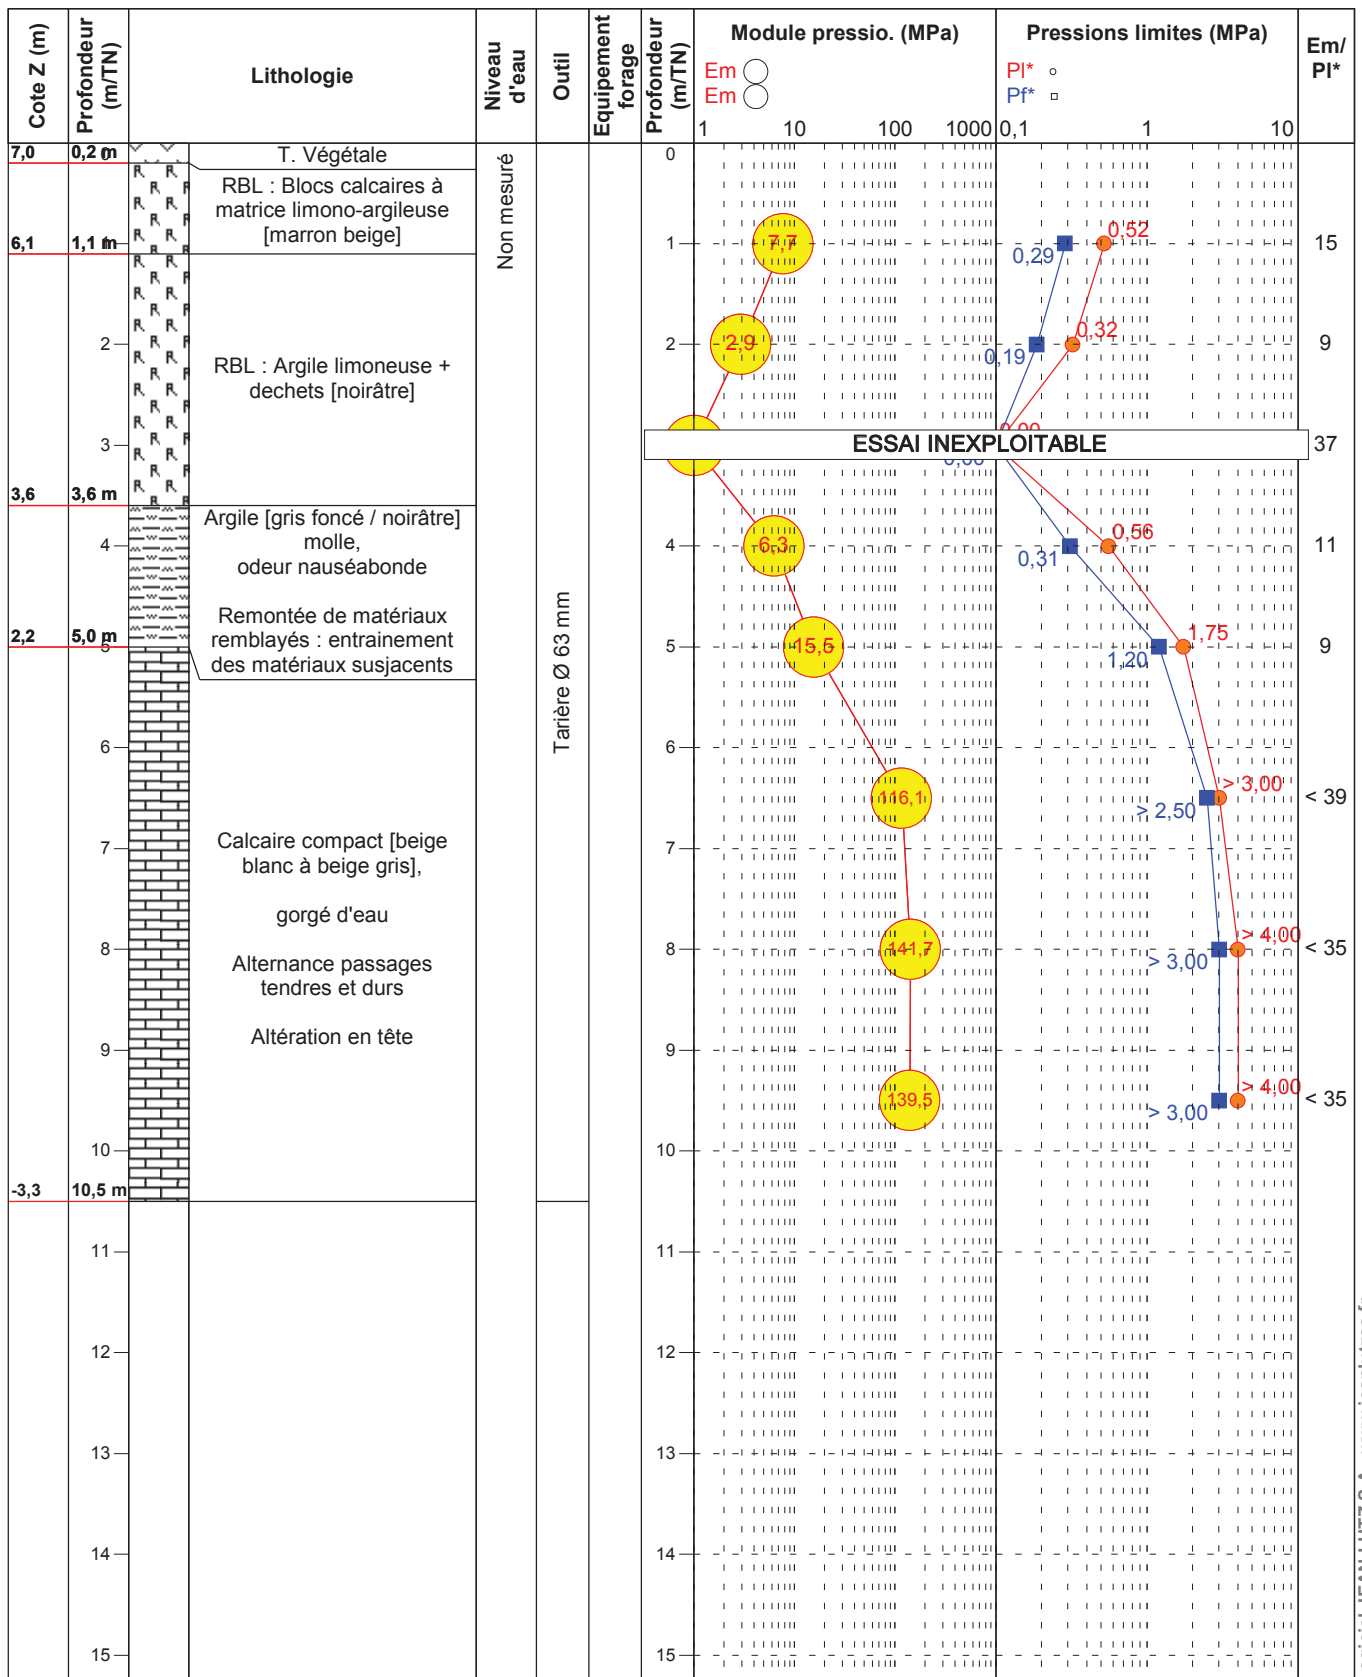 Cote Z (m)
Profondeur
(m/TN)
Lithologie
Niveau
d'eau
Outil
Equipement
forage
Profondeur
(m/TN)
Module pressio. (MPa)
Em
Em
1 10 100 1000
Pressions limites (MPa)
Pl*
Pf*
0,1 1 10
Em/
Pl*
7,0 0,2 m
T. Végétale
RBL : Blocs calcaires à
matrice limono-argileuse
[marron beige]
6,1 1,1 m
RBL : Argile limoneuse +
dechets [noirâtre]
3,6 3,6 m
Argile [gris foncé / noirâtre]
molle,
odeur nauséabonde
Remontée de matériaux
remblayés : entrainement
des matériaux susjacents
2,2 5,0 m
Calcaire compact [beige
blanc à beige gris],
gorgé d'eau
Alternance passages
tendres et durs
Altération en tête
-3,3 10,5 m
0
2
3
4
6
7
8
9
10
11
12
13
14
15
Non mesuré
Tarière Ø 63 mm
0
1
2
4
5
6
7
8
9
10
11
12
13
14
15
7,7 0,29 0,52 15
2,9 0,19 0,32 9
ESSAI INEXPLOITABLE 37
6,3 0,31 0,56 11
15,5 1,20 1,75 9
116,1 > 2,50 > 3,00 < 39
141,7 > 3,00 > 4,00 < 35
139,5 > 3,00 > 4,00 < 35